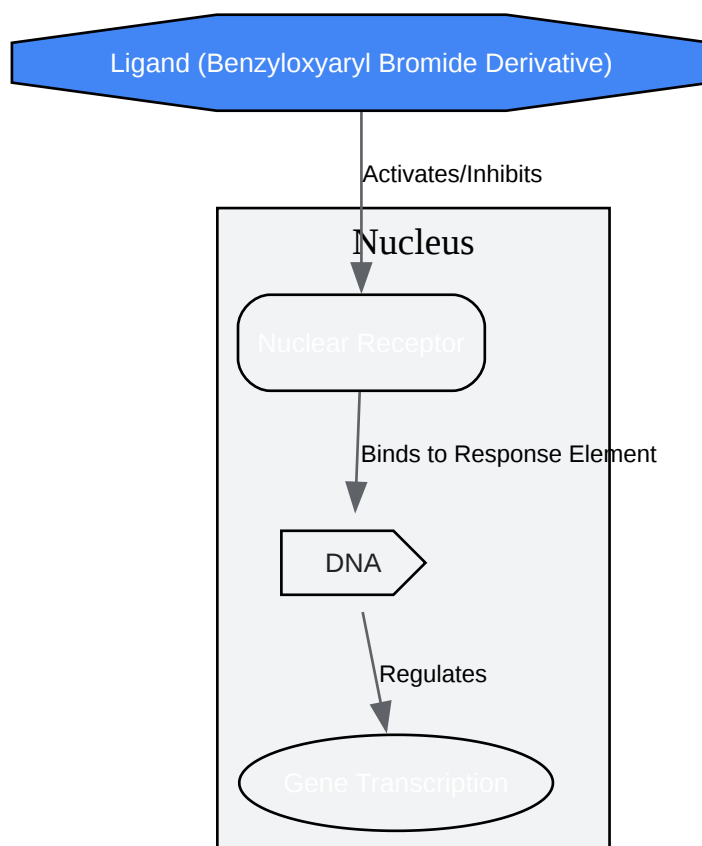 Ligand (Benzyloxyaryl Bromide Derivative)
Activates/Inhibits
Nucleus
Nuclear Receptor
Binds to Response Element
DNA
Regulates
Gene Transcription